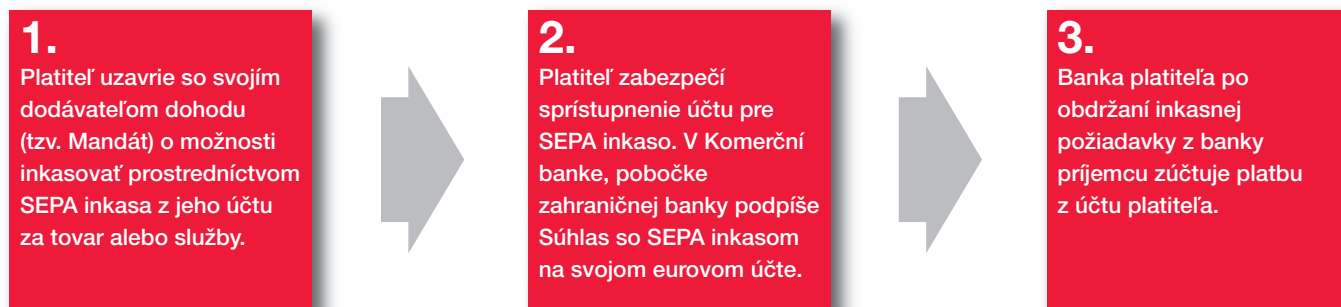 1.
Platiteľ uzavrie so svojím
dodávateľom dohodu
(tzv. Mandát) o možnosti
inkasovať prostredníctvom
SEPA inkasa z jeho účtu
za tovar alebo služby.
2.
Platiteľ zabezpečí
sprístupnenie účtu pre
SEPA inkaso. V Komerční
banke, pobočke
zahraničnej banky podpíše
Súhlas so SEPA inkasom
na svojom eurovom účte.
3.
Banka platiteľa po
obdržaní inkasnej
požiadavky z banky
príjemcu zúčtuje platbu
z účtu platiteľa.